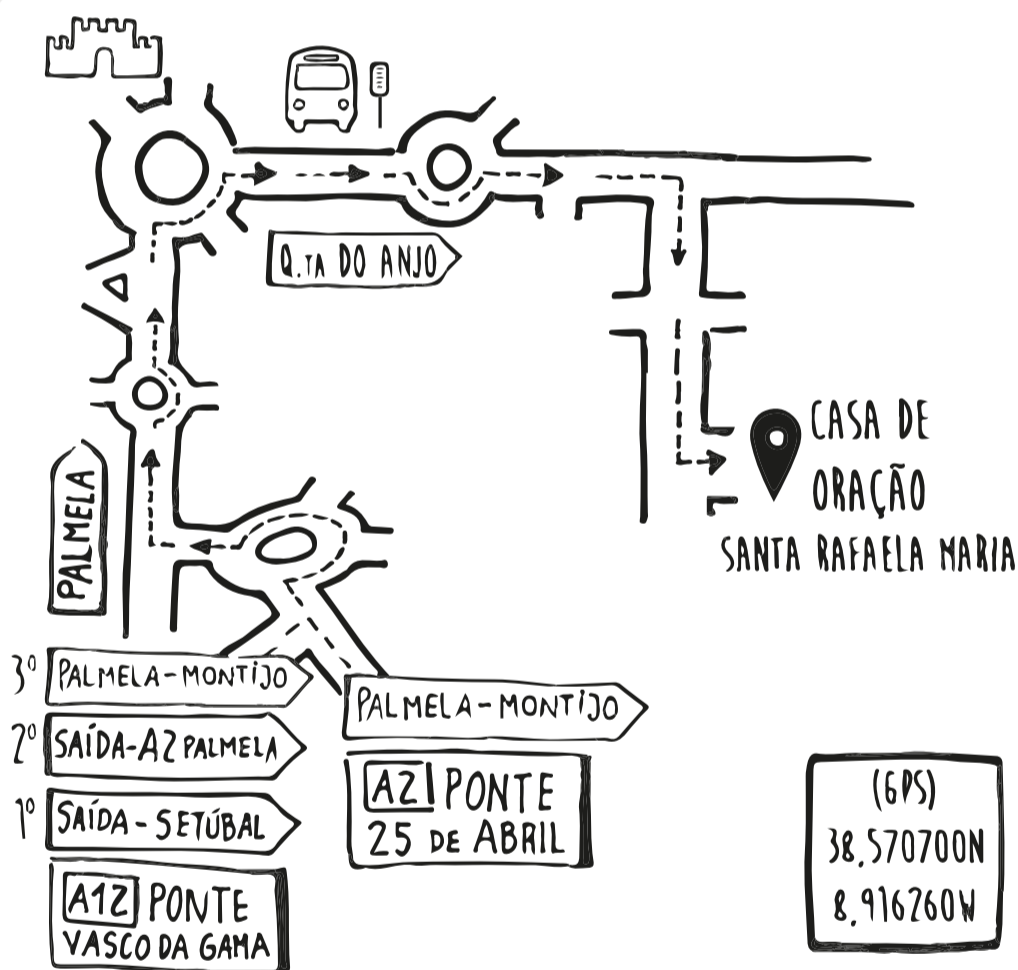 Q.TA DO ANJO
CASA DE
ORAÇÃO
SANTA RAFAELA MARIA
PALMELA
3º PALMELA-MONTIJO
2º SAÍDA-A2 PALMELA
1º SAÍDA-SETÚBAL
A12 PONTE
VASCO DA GAMA
PALMELA-MONTIJO
A2 PONTE
25 DE ABRIL
(GPS)
38.570700N
8.916260W